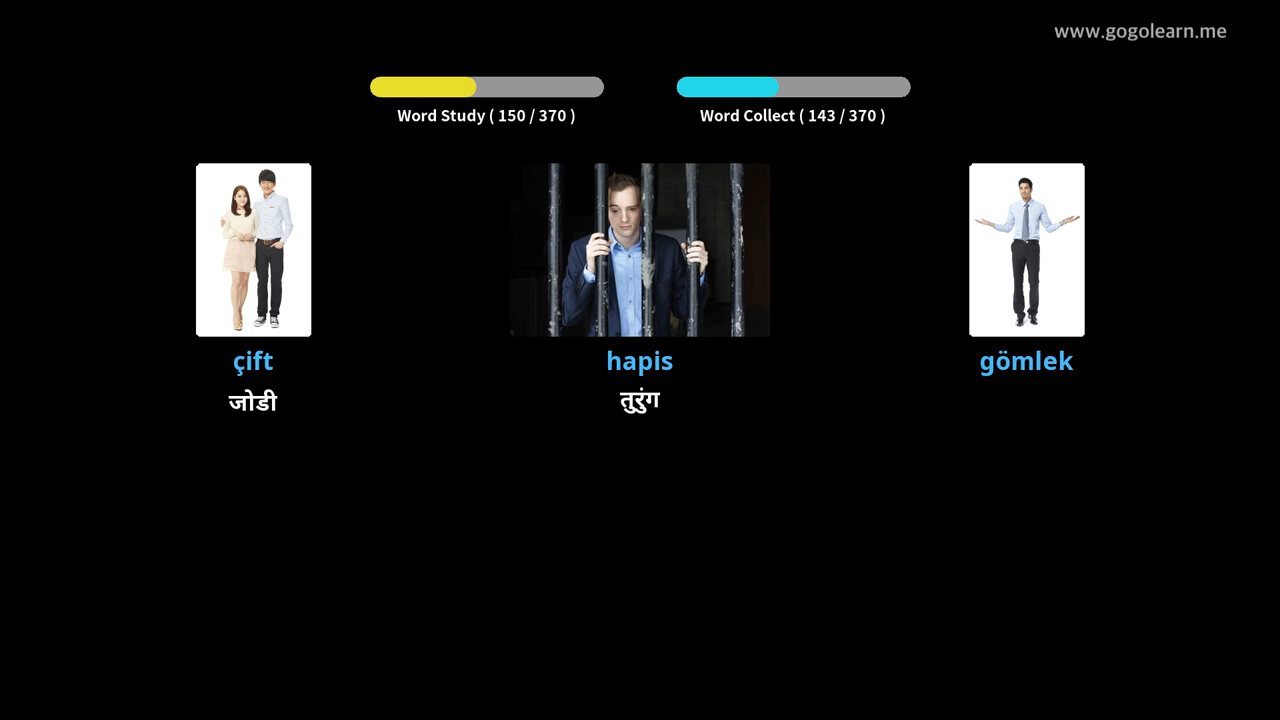 www.gogolearn.me
Word Study ( 150 / 370 )
Word Collect ( 143 / 370 )
çift
hapis
gömlek
जोडी
तुरुंग